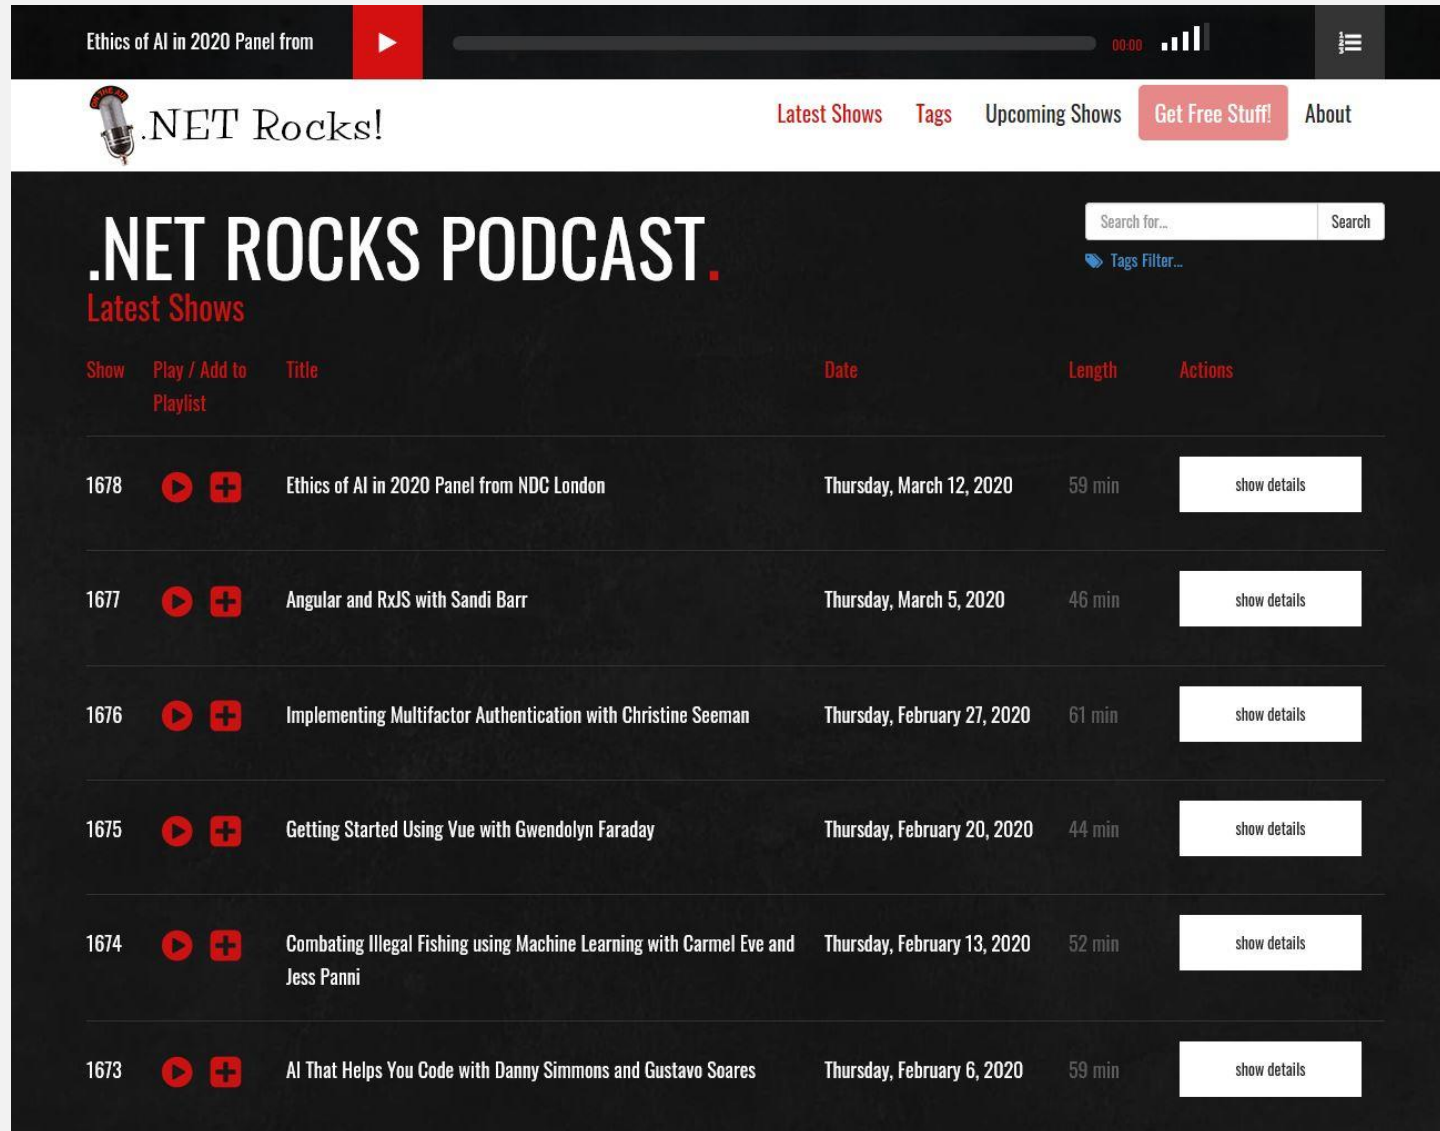 Ethics of AI in 2020 Panel from
00:00
ON THE AIR
.NET Rocks!
Latest Shows Tags Upcoming Shows Get Free Stuff! About
.NET ROCKS PODCAST.
Search for... Search
Tags Filter...
Latest Shows
Show Play / Add to Playlist Title Date Length Actions
1678 Ethics of AI in 2020 Panel from NDC London Thursday, March 12, 2020 59 min show details
1677 Angular and RxJS with Sandi Barr Thursday, March 5, 2020 46 min show details
1676 Implementing Multifactor Authentication with Christine Seeman Thursday, February 27, 2020 61 min show details
1675 Getting Started Using Vue with Gwendolyn Faraday Thursday, February 20, 2020 44 min show details
1674 Combating Illegal Fishing using Machine Learning with Carmel Eve and Thursday, February 13, 2020 52 min show details
Jess Panni
1673 AI That Helps You Code with Danny Simmons and Gustavo Soares Thursday, February 6, 2020 59 min show details